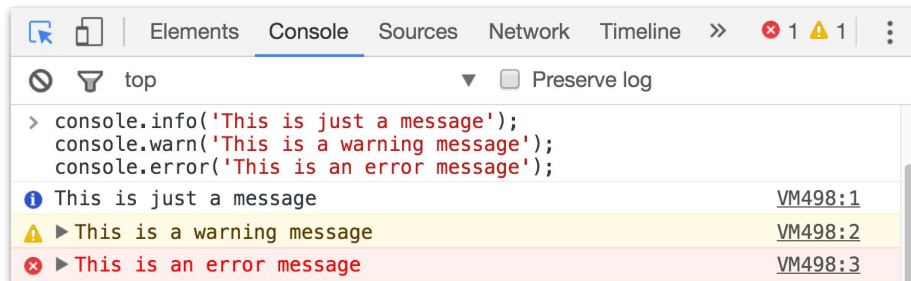 Elements Console Sources Network Timeline » 1 1
top ▼ Preserve log
> console.info('This is just a message');
console.warn('This is a warning message');
console.error('This is an error message');
This is just a message VM498:1
▶ This is a warning message VM498:2
▶ This is an error message VM498:3